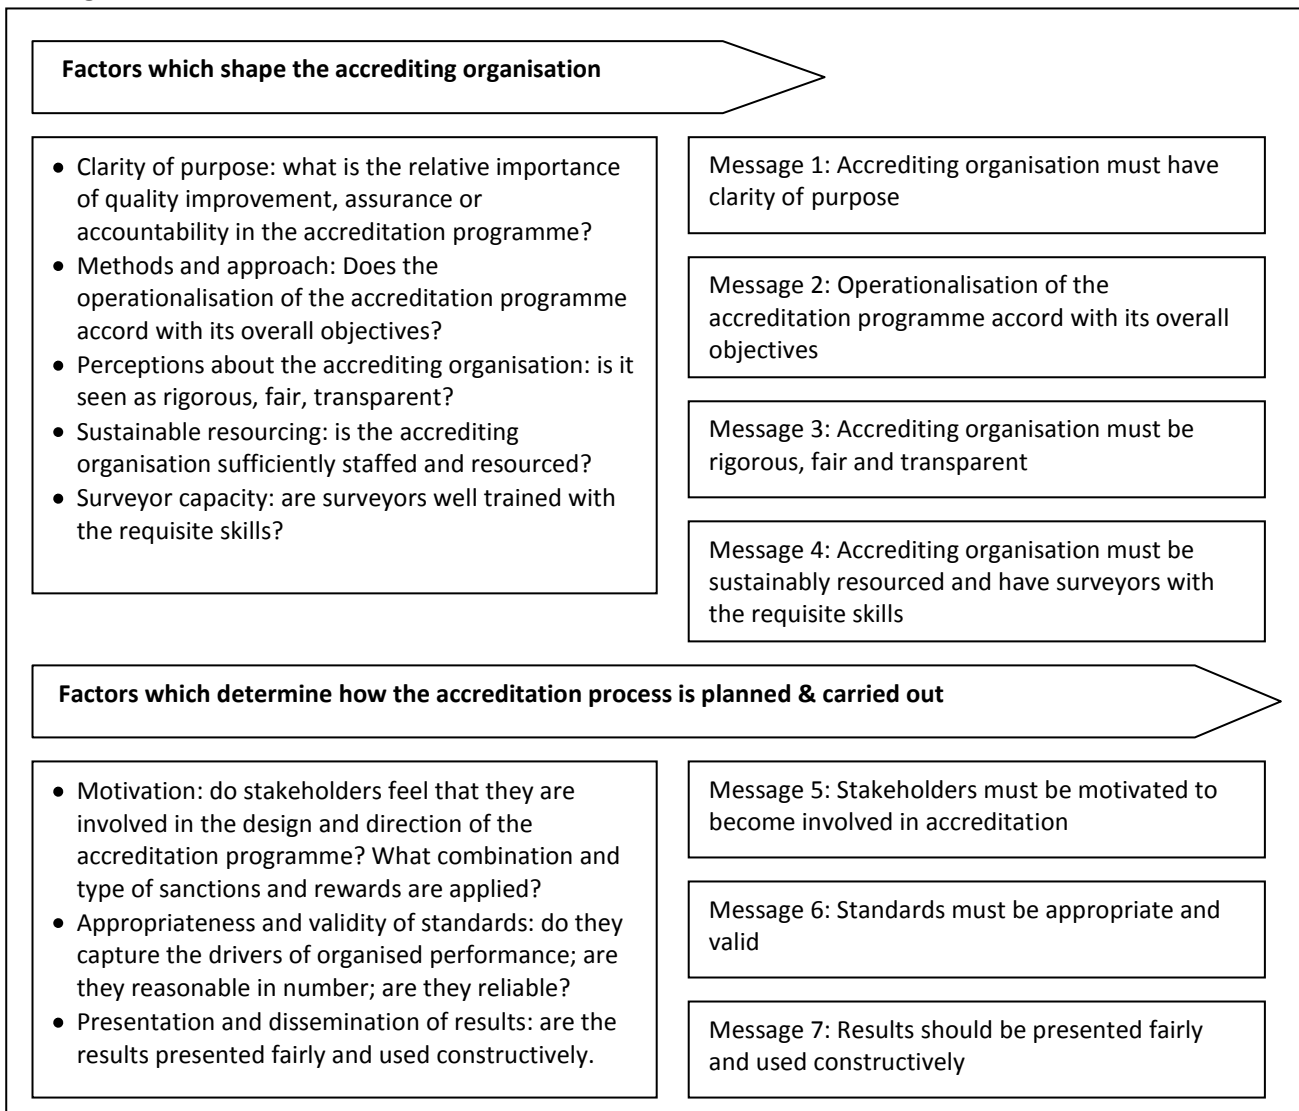 Factors which shape the accrediting organisation
• Clarity of purpose: what is the relative importance
of quality improvement, assurance or
accountability in the accreditation programme?
• Methods and approach: Does the
operationalisation of the accreditation programme
accord with its overall objectives?
• Perceptions about the accrediting organisation: is it
seen as rigorous, fair, transparent?
• Sustainable resourcing: is the accrediting
organisation sufficiently staffed and resourced?
• Surveyor capacity: are surveyors well trained with
the requisite skills?
Message 1: Accrediting organisation must have
clarity of purpose
Message 2: Operationalisation of the
accreditation programme accord with its overall
objectives
Message 3: Accrediting organisation must be
rigorous, fair and transparent
Message 4: Accrediting organisation must be
sustainably resourced and have surveyors with
the requisite skills
Factors which determine how the accreditation process is planned & carried out
• Motivation: do stakeholders feel that they are
involved in the design and direction of the
accreditation programme? What combination and
type of sanctions and rewards are applied?
• Appropriateness and validity of standards: do they
capture the drivers of organised performance; are
they reasonable in number; are they reliable?
• Presentation and dissemination of results: are the
results presented fairly and used constructively.
Message 5: Stakeholders must be motivated to
become involved in accreditation
Message 6: Standards must be appropriate and
valid
Message 7: Results should be presented fairly
and used constructively